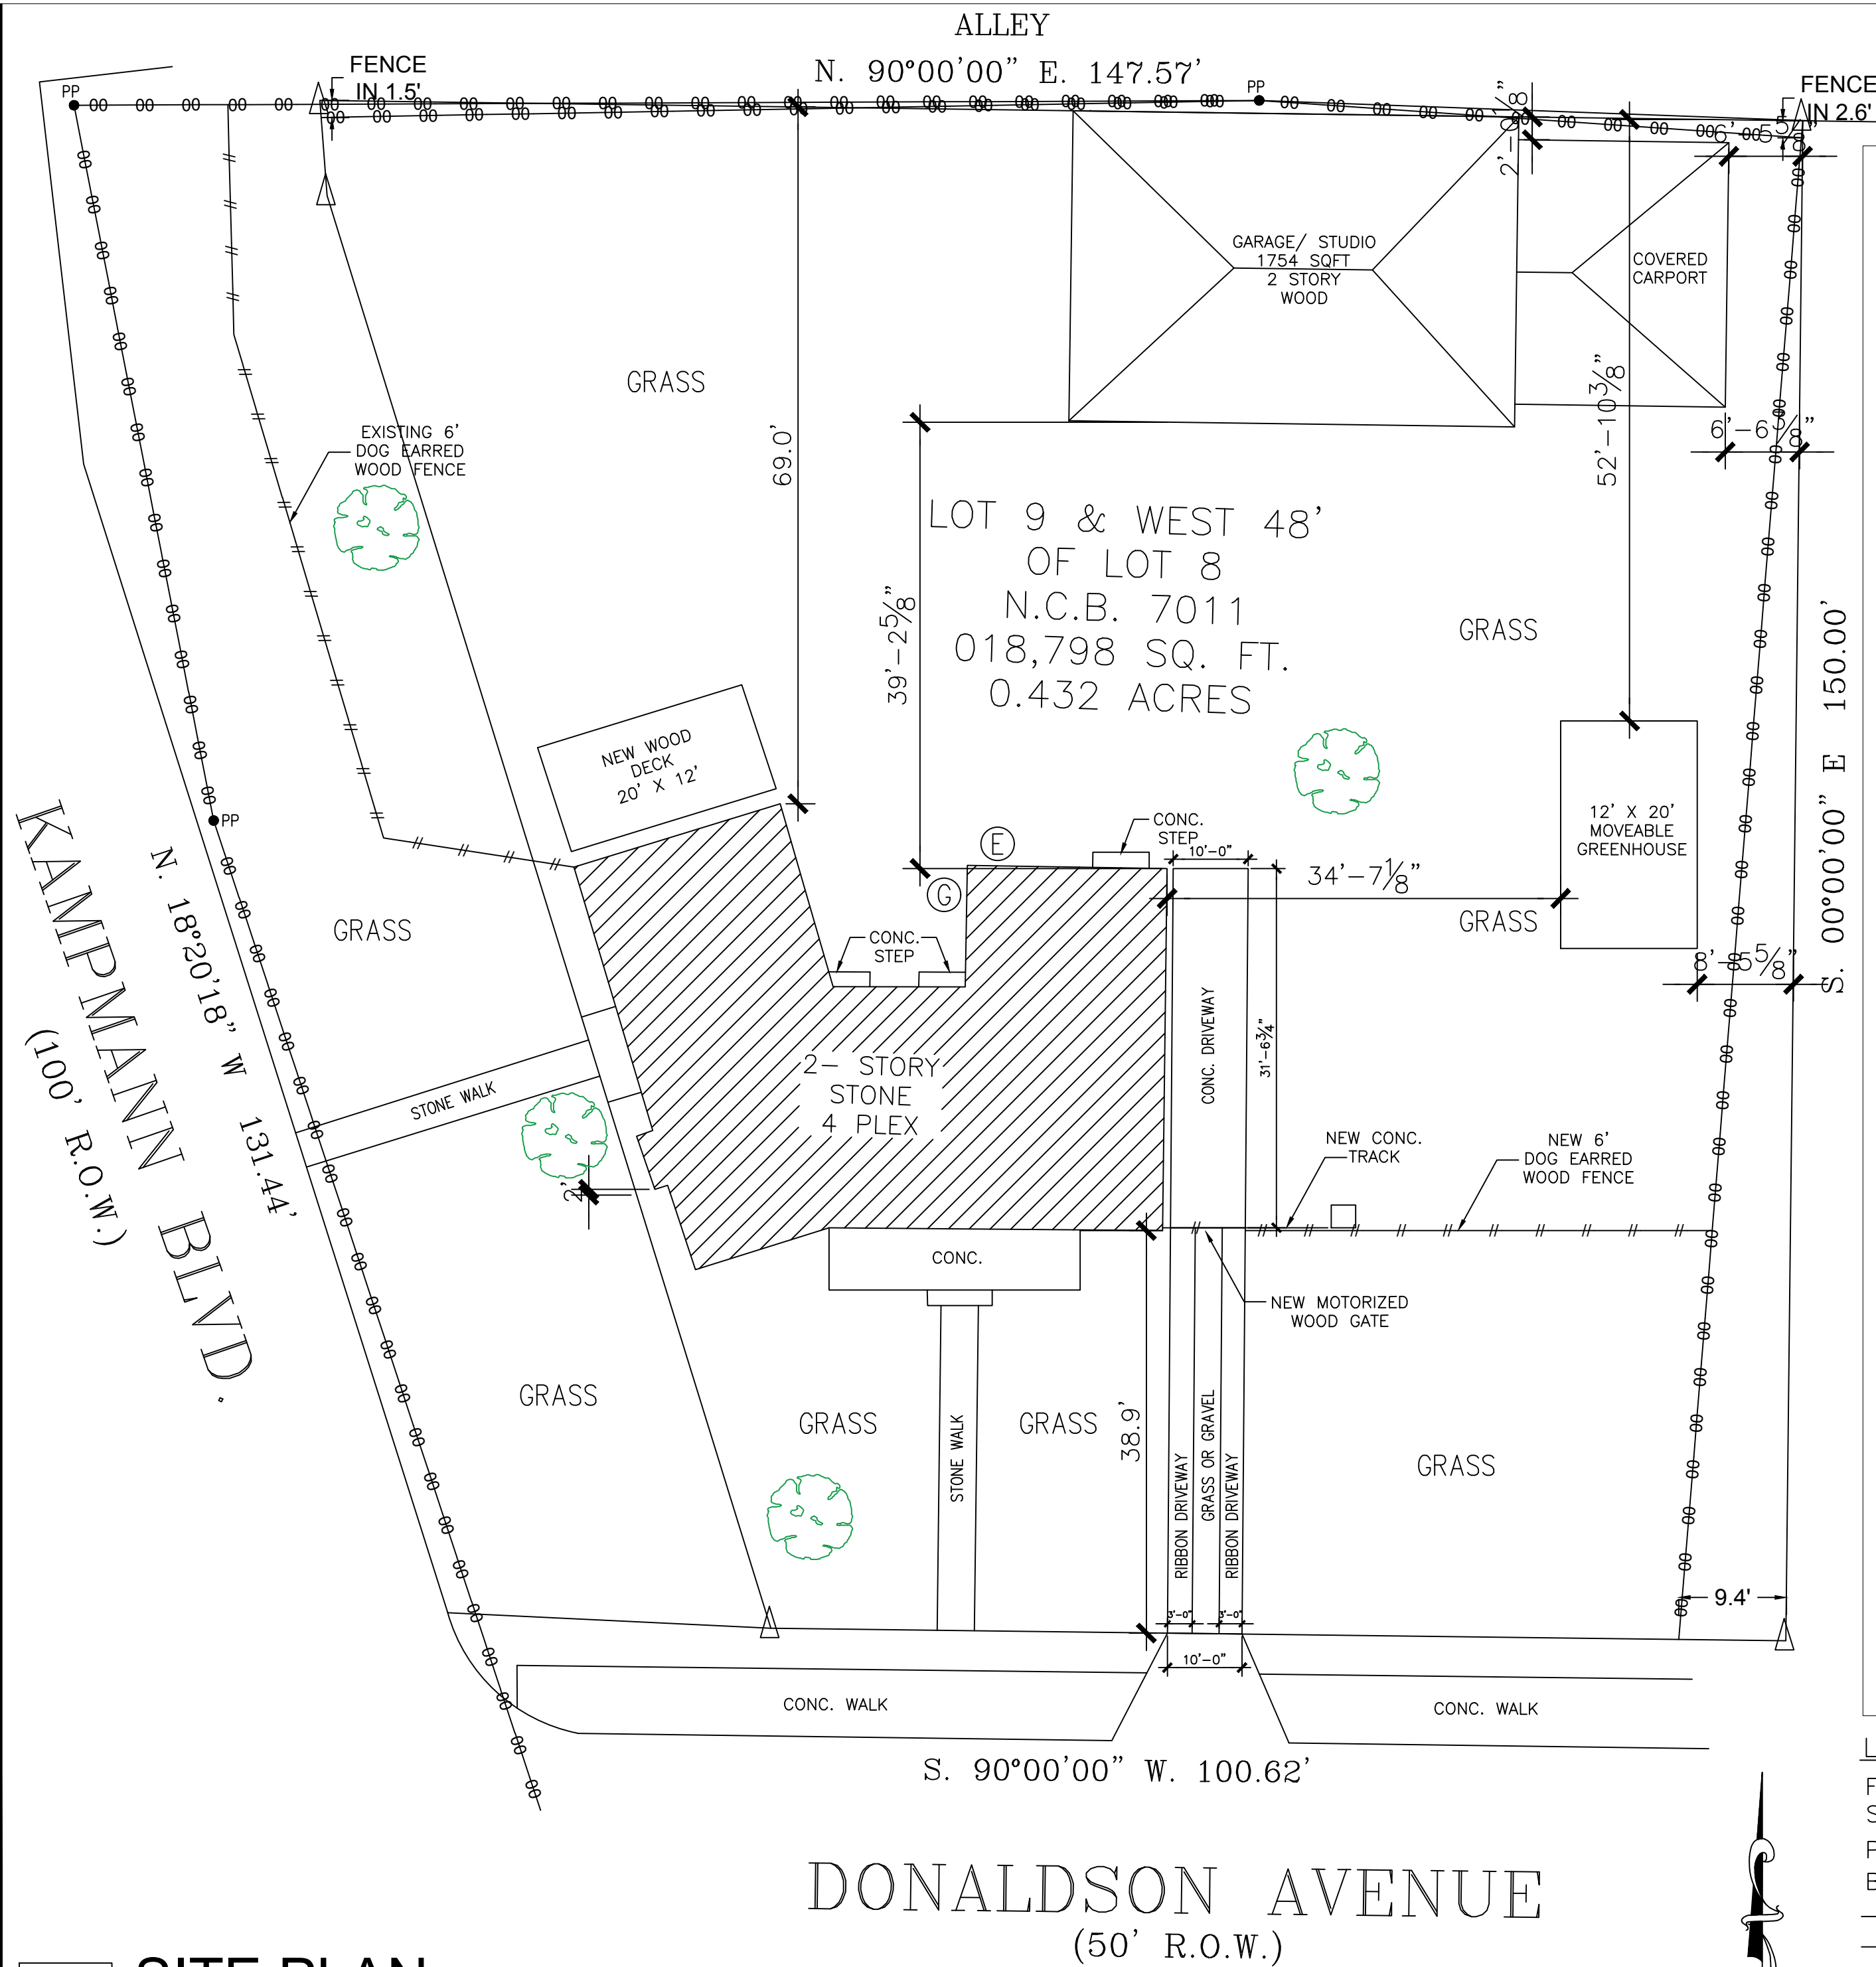 ALLEY
N. 90°00'00" E. 147.57'
FENCE
IN 1.5'
FENCE
IN 2.6'
PP
PP
2'-0⅛"
GARAGE/ STUDIO
1754 SQFT
2 STORY
WOOD
COVERED
CARPORT
GRASS
EXISTING 6'
DOG EARRED
WOOD FENCE
69.0'
52'-10⅜"
LOT 9 & WEST 48'
OF LOT 8
N.C.B. 7011
018,798 SQ. FT.
0.432 ACRES
39'-2⅝"
GRASS
S. 00°00'00" E 150.00'
NEW WOOD
DECK
20' X 12'
12' X 20'
MOVEABLE
GREENHOUSE
PP
CONC.
STEP
E
G
10'-0"
34'-7⅛"
GRASS
GRASS
CONC.
STEP
8'-5⅝"
KAMPMANN BLVD.
(100' R.O.W.)
N. 18°20'18" W 131.44'
STONE WALK
2- STORY
STONE
4 PLEX
CONC. DRIVEWAY
31'-6¾"
NEW CONC.
TRACK
NEW 6'
DOG EARRED
WOOD FENCE
2'
CONC.
NEW MOTORIZED
WOOD GATE
GRASS
GRASS
STONE WALK
GRASS
38.9'
RIBBON DRIVEWAY
GRASS OR GRAVEL
RIBBON DRIVEWAY
GRASS
9.4'
3'-0"
3'-0"
10'-0"
CONC. WALK
CONC. WALK
S. 90°00'00" W. 100.62'
DONALDSON AVENUE
(50' R.O.W.)
SITE PLAN